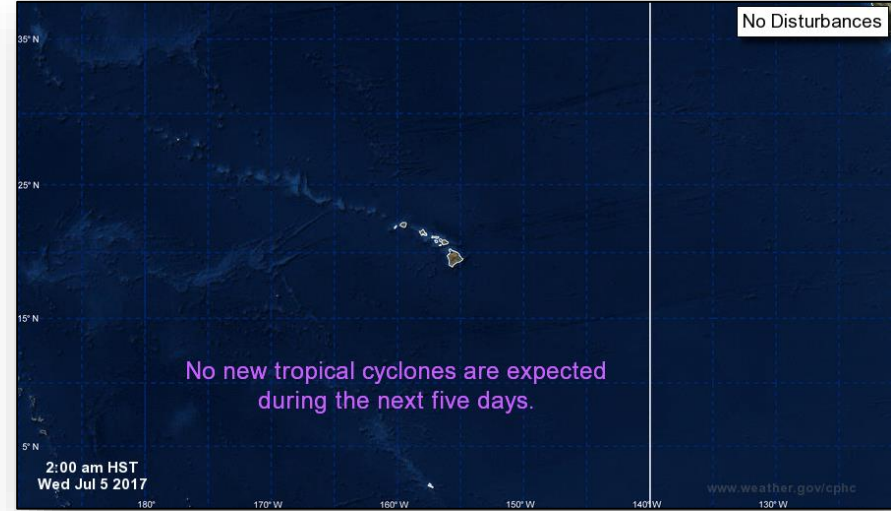 No Disturbances
35° N
25° N
15° N
No new tropical cyclones are expected
during the next five days.
5° N
2:00 am HST
Wed Jul 5 2017
www.weather.gov/cphc
180°
170° W
160° W
150° W
140° W
130° W